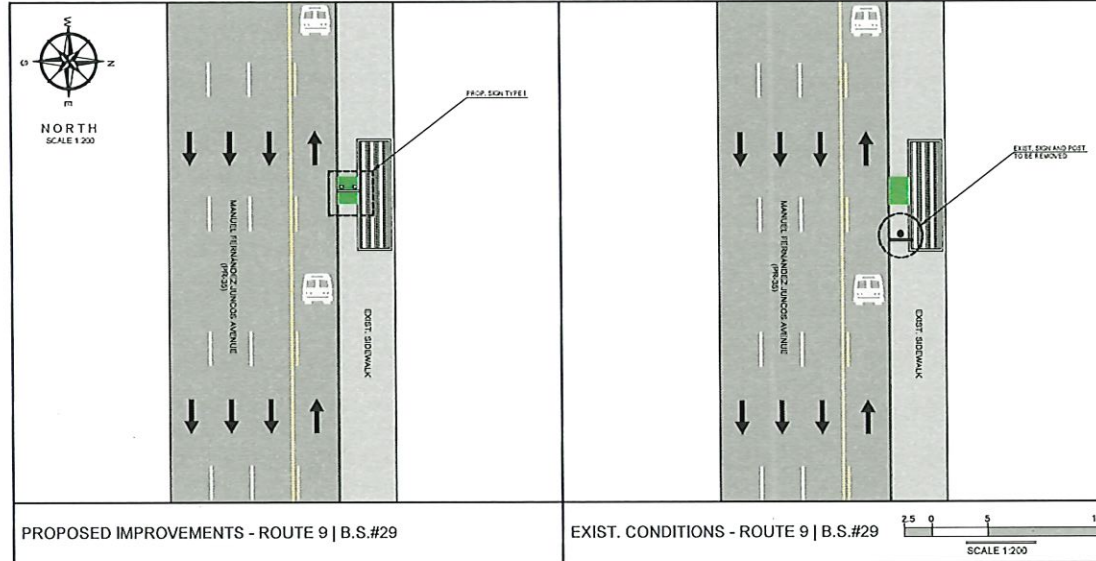 W
S
N
E
NORTH
SCALE 1:200
PROP. SIGN TYPE I
MANUEL FERNANDEZ JUNCOS AVENUE
(PR-35)
EXIST. SIDEWALK
PROPOSED IMPROVEMENTS - ROUTE 9 | B.S.#29
EXIST. SIGN AND POST
TO BE REMOVED
MANUEL FERNANDEZ JUNCOS AVENUE
(PR-35)
EXIST. SIDEWALK
EXIST. CONDITIONS - ROUTE 9 | B.S.#29
2.5 0 5
SCALE 1:200